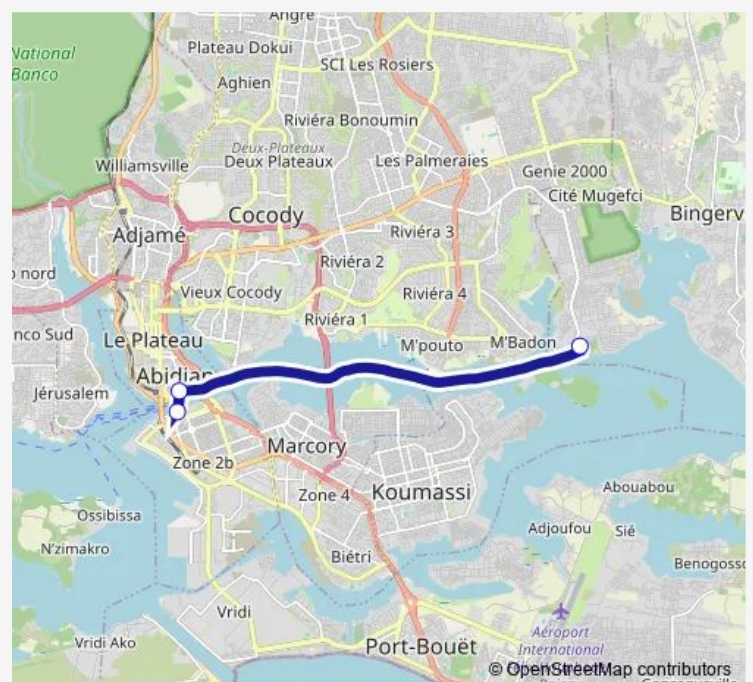 Angré
National
Banco
Plateau Dokui
SCI Les Rosiers
Aghien
Riviéra Bonoumin
Deux-Plateaux
Deux Plateaux
Williamsville
Les Palmeraies
Genie 2000
Cité Mugefci
Cocody
Bingerv
Adjamé
Riviéra 3
Riviéra 2
o nord
Vieux Cocody
Riviéra 4
Riviéra 1
nco Sud
Le Plateau
M'pouto
M'Badon
Abidjan
Jérusalem
Marcory
Zone 2b
Zone 4
Koumassi
Abouabou
Ossibissa
Adjoufou
Sié
N'zimakro
Biétri
Benogosso
Vridi
Aéroport
International
Vridi Ako
Port-Bouët
© OpenStreetMap contributors